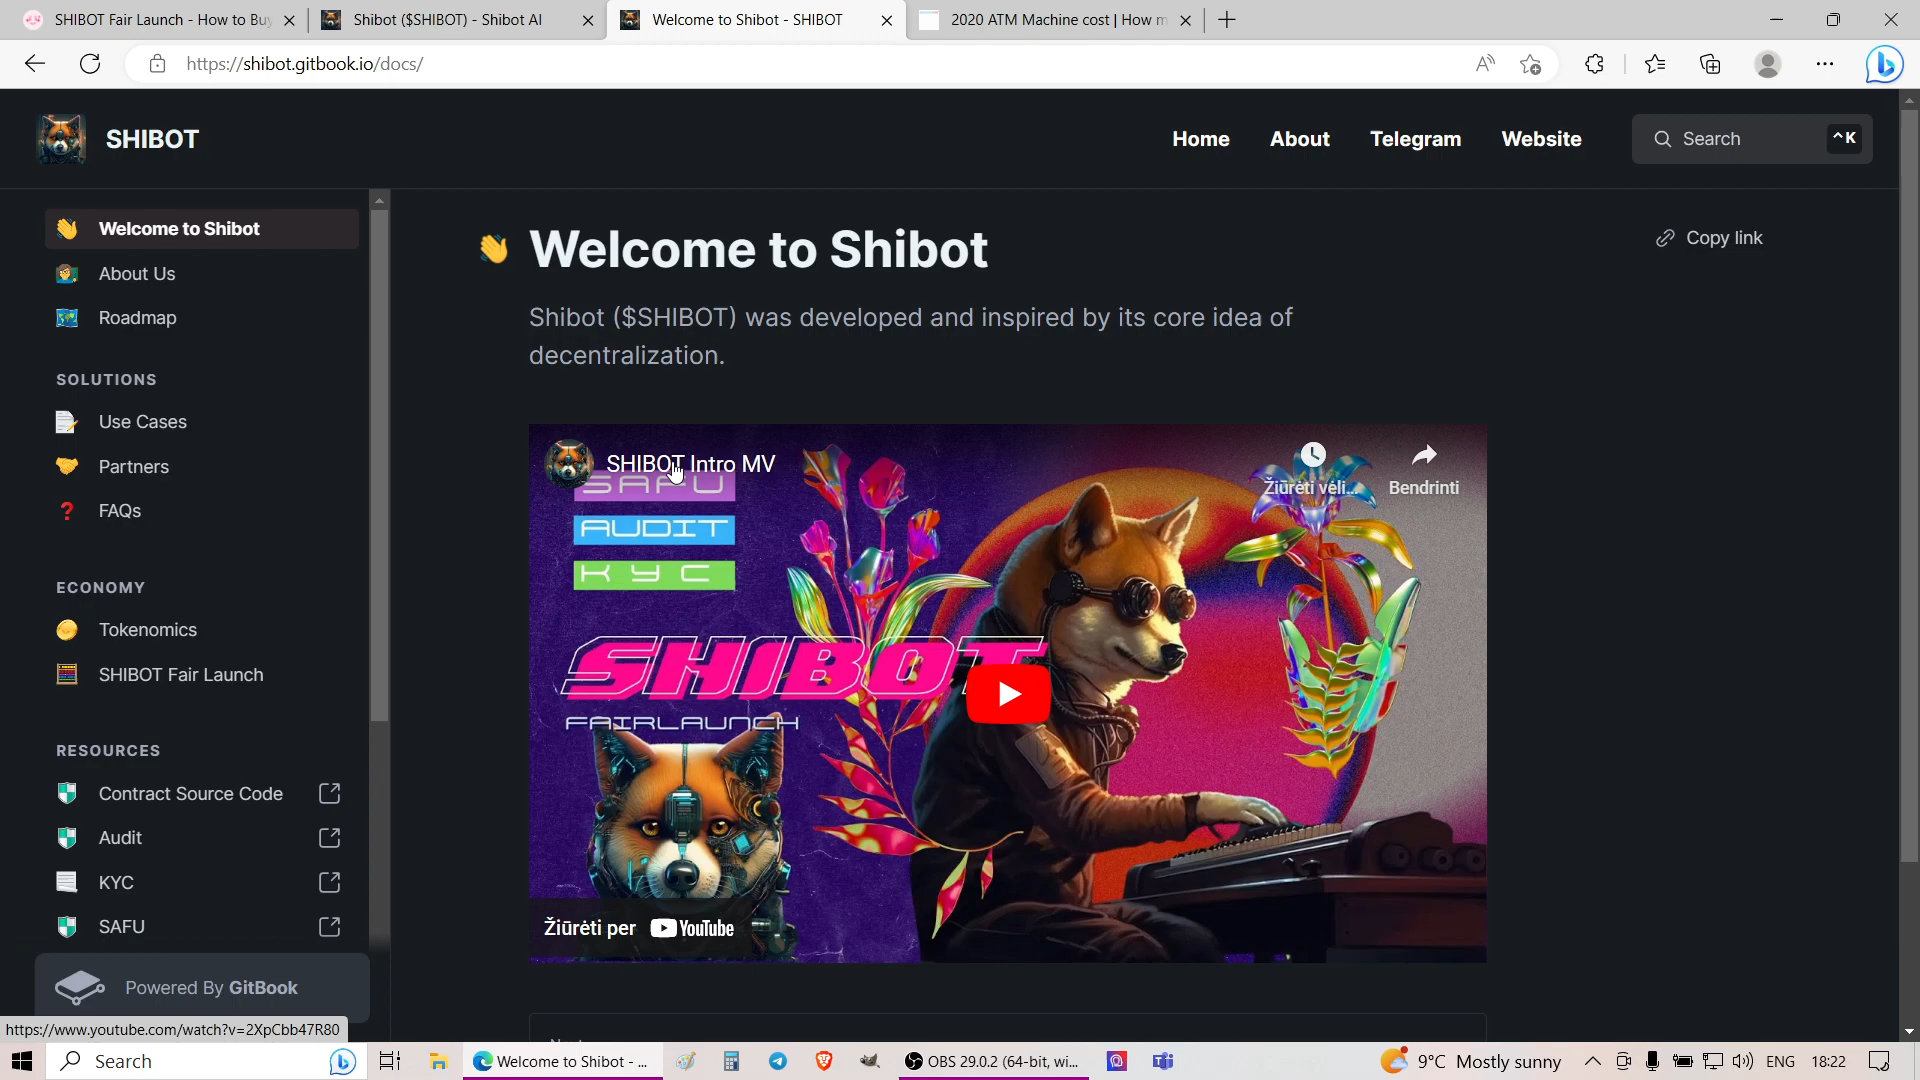 SHIBOT Fair Launch - How to Bu
Shibot ($SHIBOT) - Shibot AI
Welcome to Shibot - SHIBOT
2020 ATM Machine cost | How m
https://shibot.gitbook.io/docs/
SHIBOT
Home
About
Telegram
Website
Search
^K
Welcome to Shibot
About Us
Roadmap
SOLUTIONS
Use Cases
Partners
FAQs
ECONOMY
Tokenomics
SHIBOT Fair Launch
RESOURCES
Contract Source Code
Audit
KYC
SAFU
Powered By GitBook
Welcome to Shibot
Copy link
Shibot ($SHIBOT) was developed and inspired by its core idea of
decentralization.
SHIBOT Intro MV
Žiūrėti vėli...
Bendrinti
SAFU
AUDIT
KYC
SHIBOT
FAIRLAUNCH
Žiūrėti per YouTube
https://www.youtube.com/watch?v=2XpCbb47R80
Search
Welcome to Shibot - ...
OBS 29.0.2 (64-bit, wi...
9°C Mostly sunny
ENG
18:22